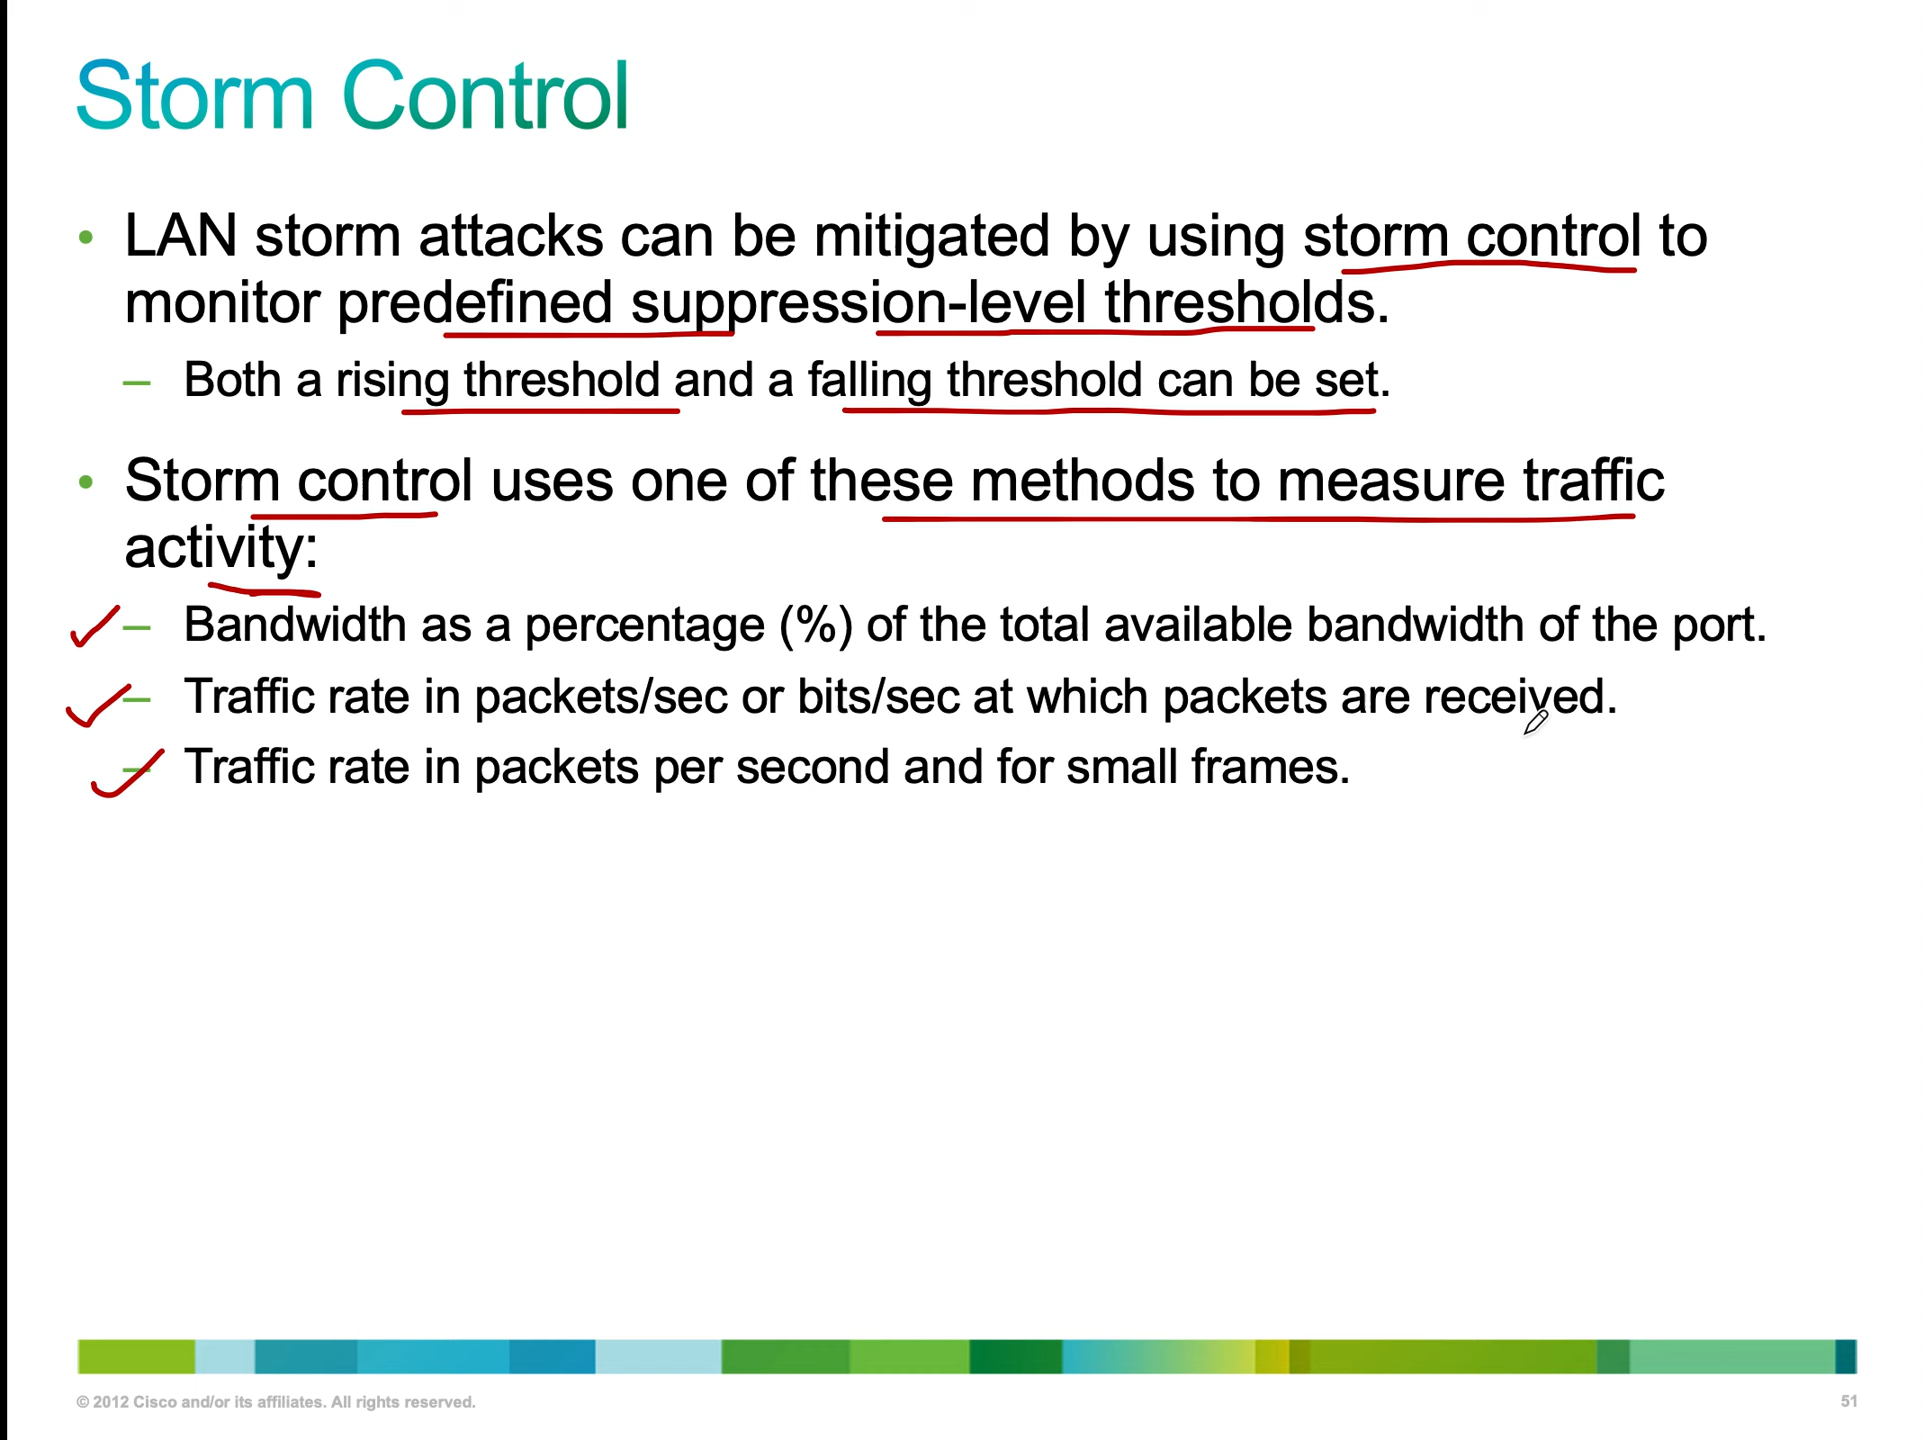 Storm Control
• LAN storm attacks can be mitigated by using storm control to
monitor predefined suppression-level thresholds.
– Both a rising threshold and a falling threshold can be set.
• Storm control uses one of these methods to measure traffic
activity:
– Bandwidth as a percentage (%) of the total available bandwidth of the port.
– Traffic rate in packets/sec or bits/sec at which packets are received.
– Traffic rate in packets per second and for small frames.
© 2012 Cisco and/or its affiliates. All rights reserved.
51